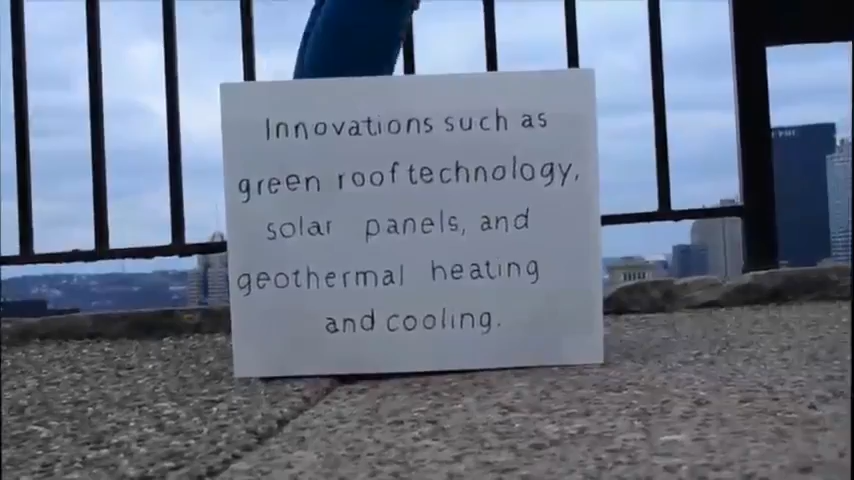 Innovations such as
green roof technology,
solar panels, and
geothermal heating
and cooling.